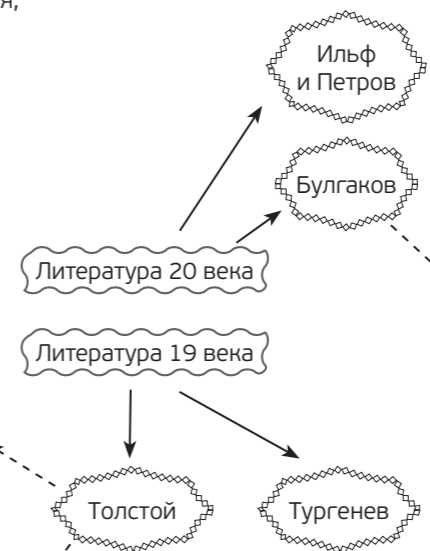 я,
Ильф
и Петров
Булгаков
Литература 20 века
Литература 19 века
Толстой
Тургенев